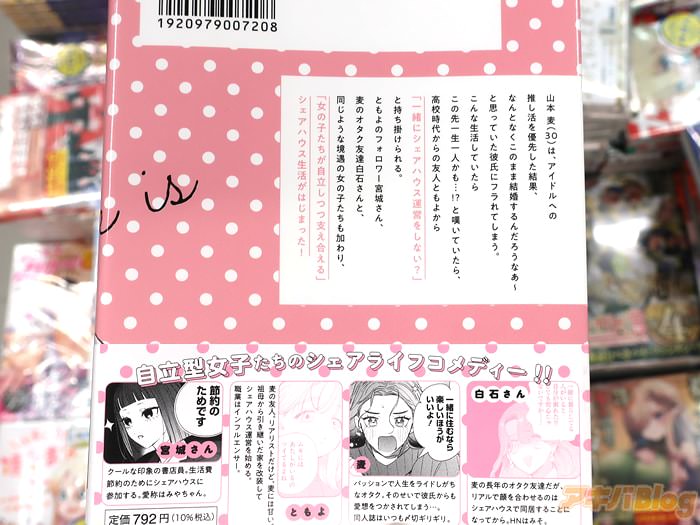 1920979007208
is
山本 麦(30)は、アイドルへの
推し活を優先した結果、
なんとなくこのまま結婚するんだろうなあ〜
と思っていた彼氏にフラれてしまう。
こんな生活していたら
この先一生一人かも…!? と嘆いていたら、
高校時代からの友人ともよから
「一緒にシェアハウス運営をしない?」
と持ち掛けられる。
ともよのフォロワー宮城さん、
麦のオタク友達白石さんと、
同じような境遇の女の子たちも加わり、
「女の子たちが自立しつつ支え合える」
シェアハウス生活がはじまった!
自立型女子たちのシェアライフコメディー!!
節約の
ためです
宮城さん
クールな印象の書店員。生活費
節約のためにシェアハウスに
参加する。愛称はみやちゃん。
麦の友人。リアリストだけど、麦には甘い。
祖母から引き継いだ家を改装して
シェアハウス運営を始める。
職業はインフルエンサー。
ともよ
一緒に住むなら
楽しいほうが
いいよ!
麦
パッションで人生をライドしがち
なオタク。そのせいで彼氏からも
愛想をつかされてしまう…。
同人誌はいつも〆切ギリギリ。
白石さん
麦の長年のオタク友達だが、
リアルで顔を合わせるのは
シェアハウスで同居することに
なってから。HNはみそ。
定価 792円(10%税込)
アキバBlog